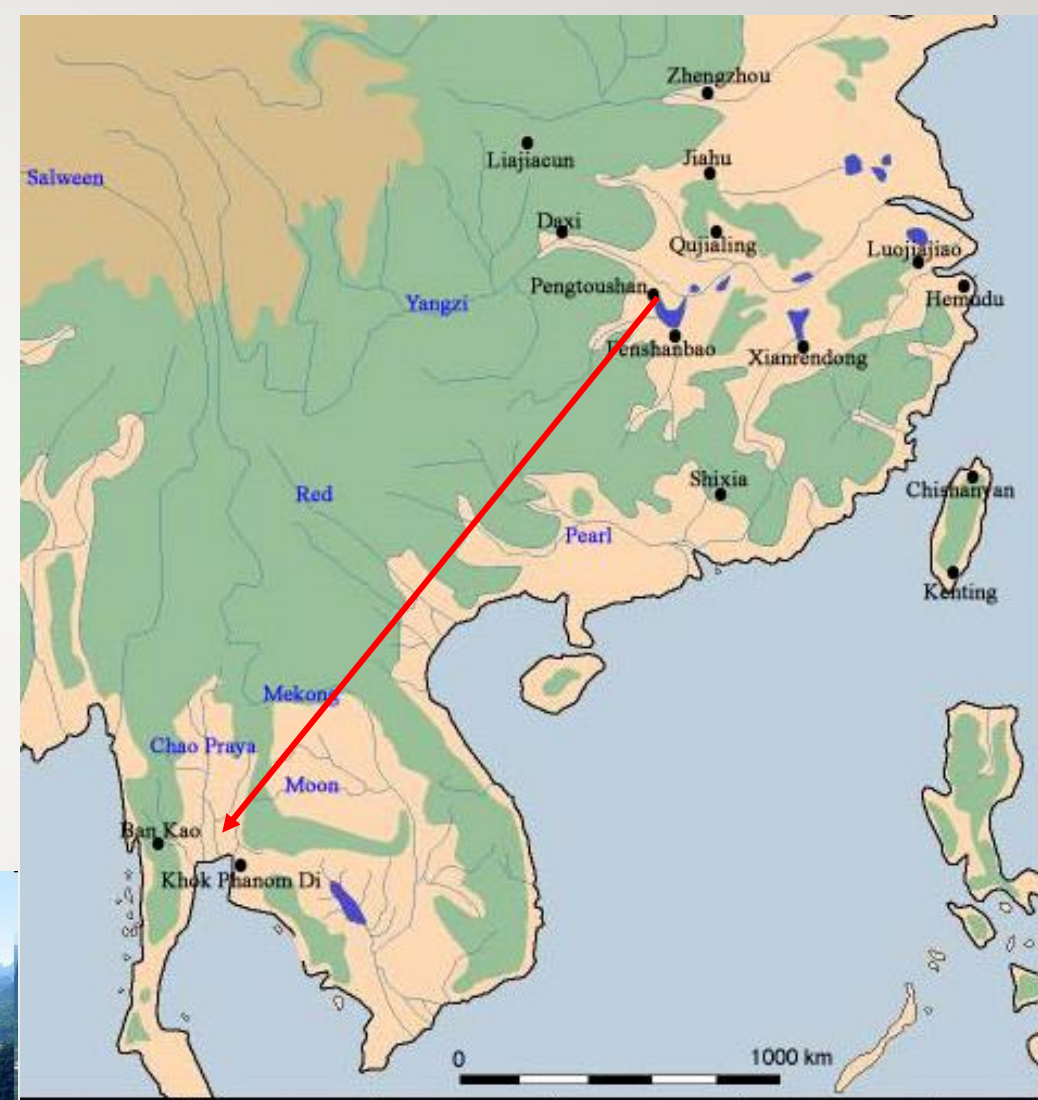 Zhengzhou
Liajiacun
Jiahu
Salween
Daxi
Qujialing
Luojiajiao
Pengtoushan
Yangzi
Hemudu
Fenshanbao
Xianrendong
Shixia
Chishanyan
Red
Pearl
Kenting
Mekong
Chao Praya
Moon
Ban Kao
Khok Phanom Di
0
1000 km